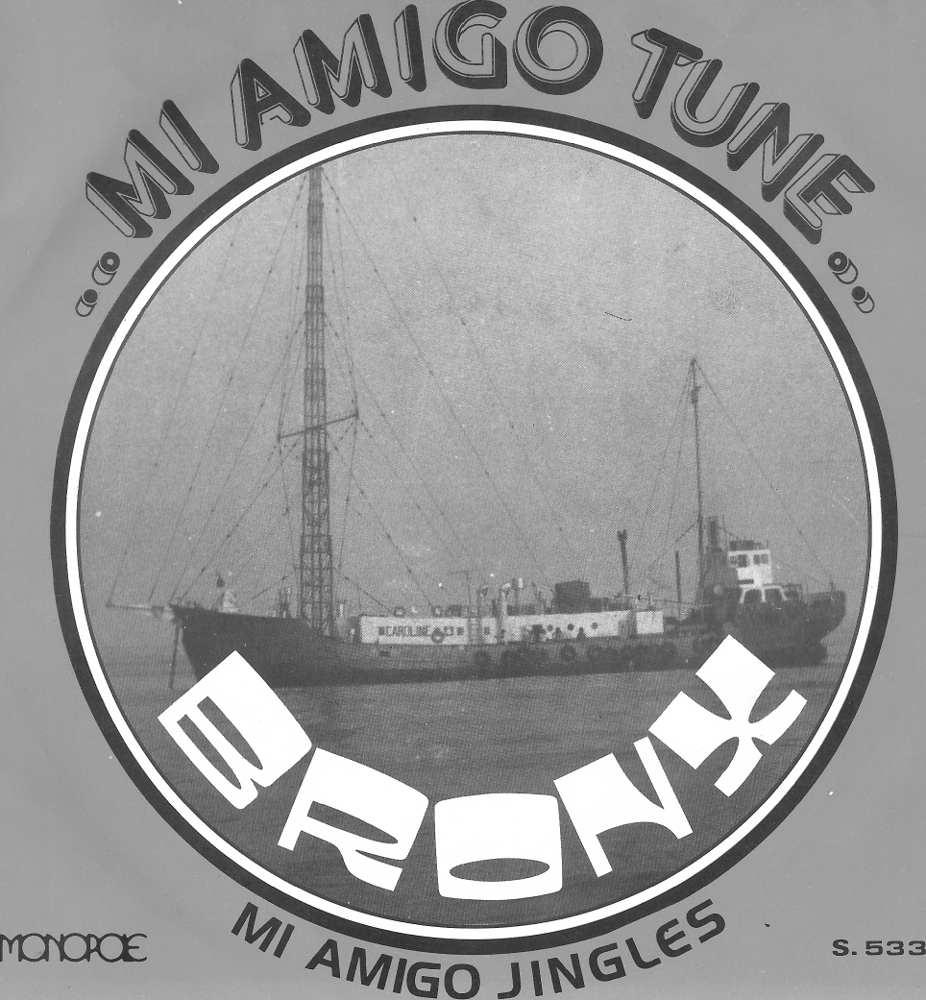 MI AMIGO TUNE
CAROLINE
BRONX
MI AMIGO JINGLES
MONOPOLE
S. 533